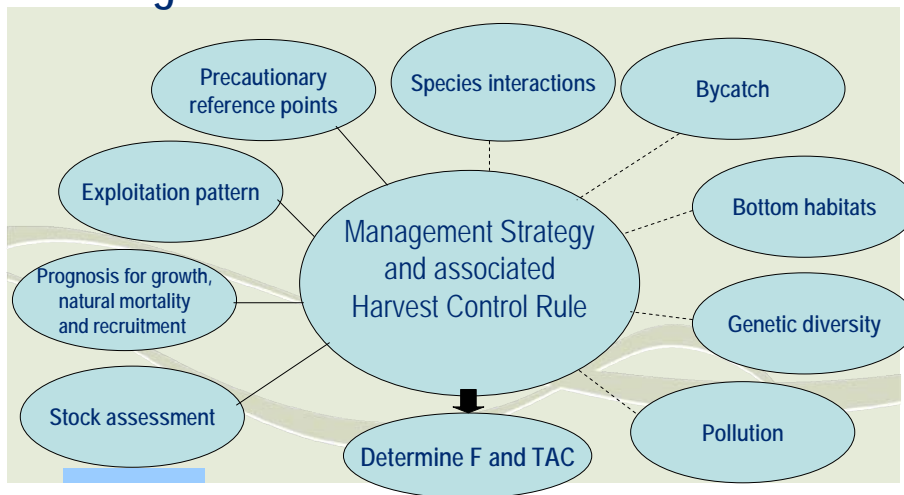 Precautionary
reference points
Species interactions
Bycatch
Exploitation pattern
Bottom habitats
Management Strategy
and associated
Harvest Control Rule
Prognosis for growth,
natural mortality
and recruitment
Genetic diversity
Stock assessment
Pollution
Determine F and TAC